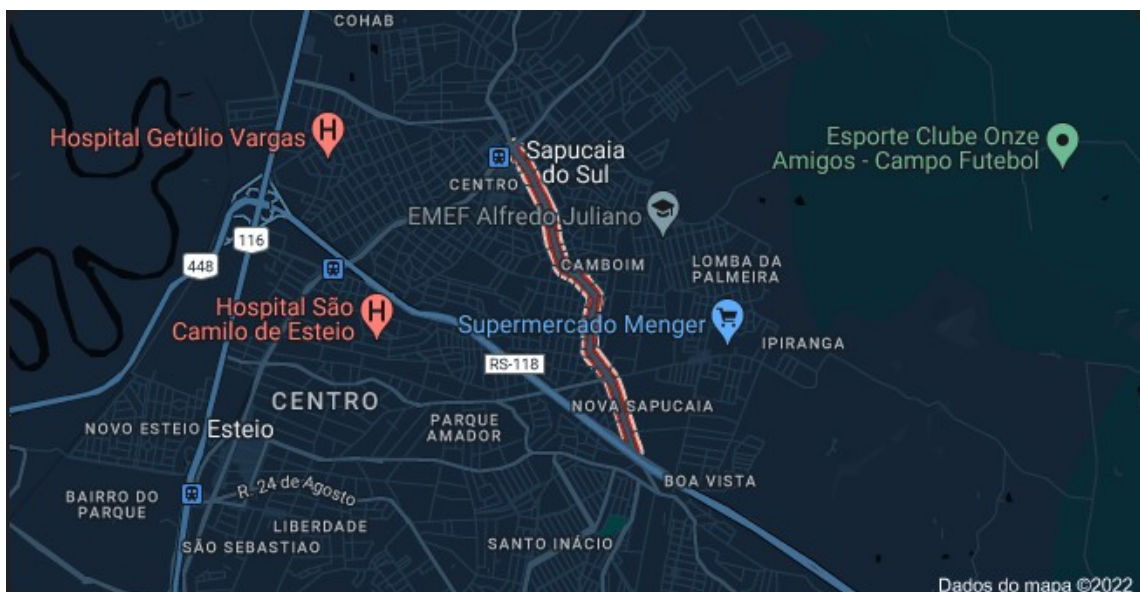 COHAB
Hospital Getúlio Vargas
H
Sapucaia
do Sul
Esporte Clube Onze
Amigos - Campo Futebol
CENTRO
EMEF Alfredo Juliano
116
448
CAMBOIM
LOMBA DA
PALMEIRA
Hospital São
Camilo de Esteio
H
Supermercado Menger
IPIRANGA
RS-118
CENTRO
NOVA SAPUCAIA
PARQUE
AMADOR
NOVO ESTEIO
Esteio
BOA VISTA
R. 24 de Agosto
BAIRRO DO
PARQUE
LIBERDADE
SÃO SEBASTIAO
SANTO INÁCIO
Dados do mapa ©2022